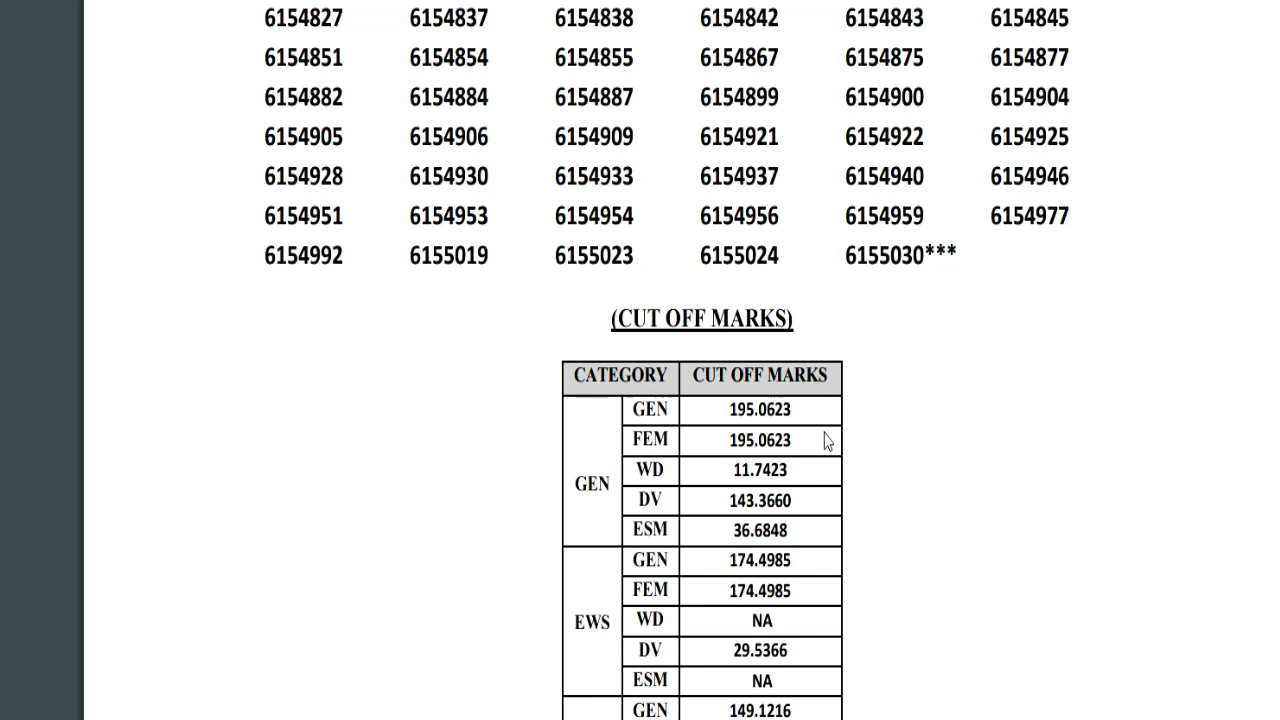 6154827 6154837 6154838 6154842 6154843 6154845
6154851 6154854 6154855 6154867 6154875 6154877
6154882 6154884 6154887 6154899 6154900 6154904
6154905 6154906 6154909 6154921 6154922 6154925
6154928 6154930 6154933 6154937 6154940 6154946
6154951 6154953 6154954 6154956 6154959 6154977
6154992 6155019 6155023 6155024 6155030***
(CUT OFF MARKS)
CATEGORY CUT OFF MARKS
GEN 195.0623
FEM 195.0623
WD 11.7423
GEN
DV 143.3660
ESM 36.6848
GEN 174.4985
FEM 174.4985
EWS WD NA
DV 29.5366
ESM NA
GEN 149.1216